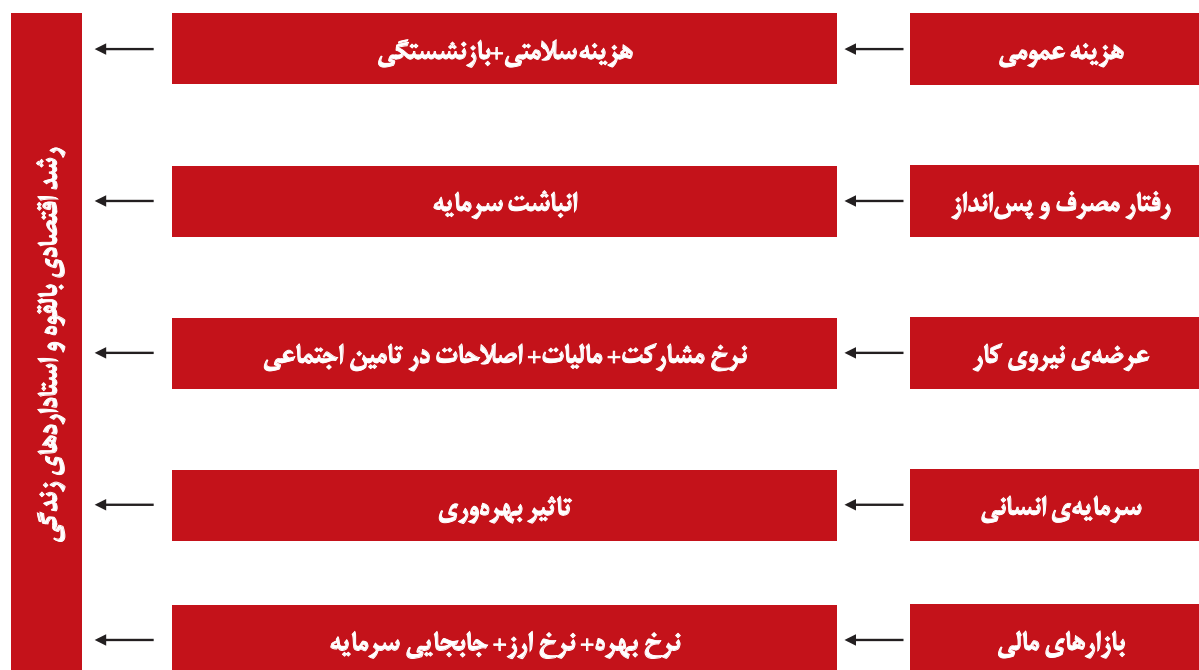 هزینه عمومی
هزینه‌سلامتی+بازنشستگی
رفتار مصرف و پس‌انداز
انباشت سرمایه
عرضه‌ی نیروی کار
نرخ مشارکت+ مالیات+ اصلاحات در تامین اجتماعی
سرمایه‌ی انسانی
تاثیر بهره‌وری
بازارهای مالی
نرخ بهره+ نرخ ارز+ جابجایی سرمایه
رشد اقتصادی بالقوه و استاداردهای زندگی